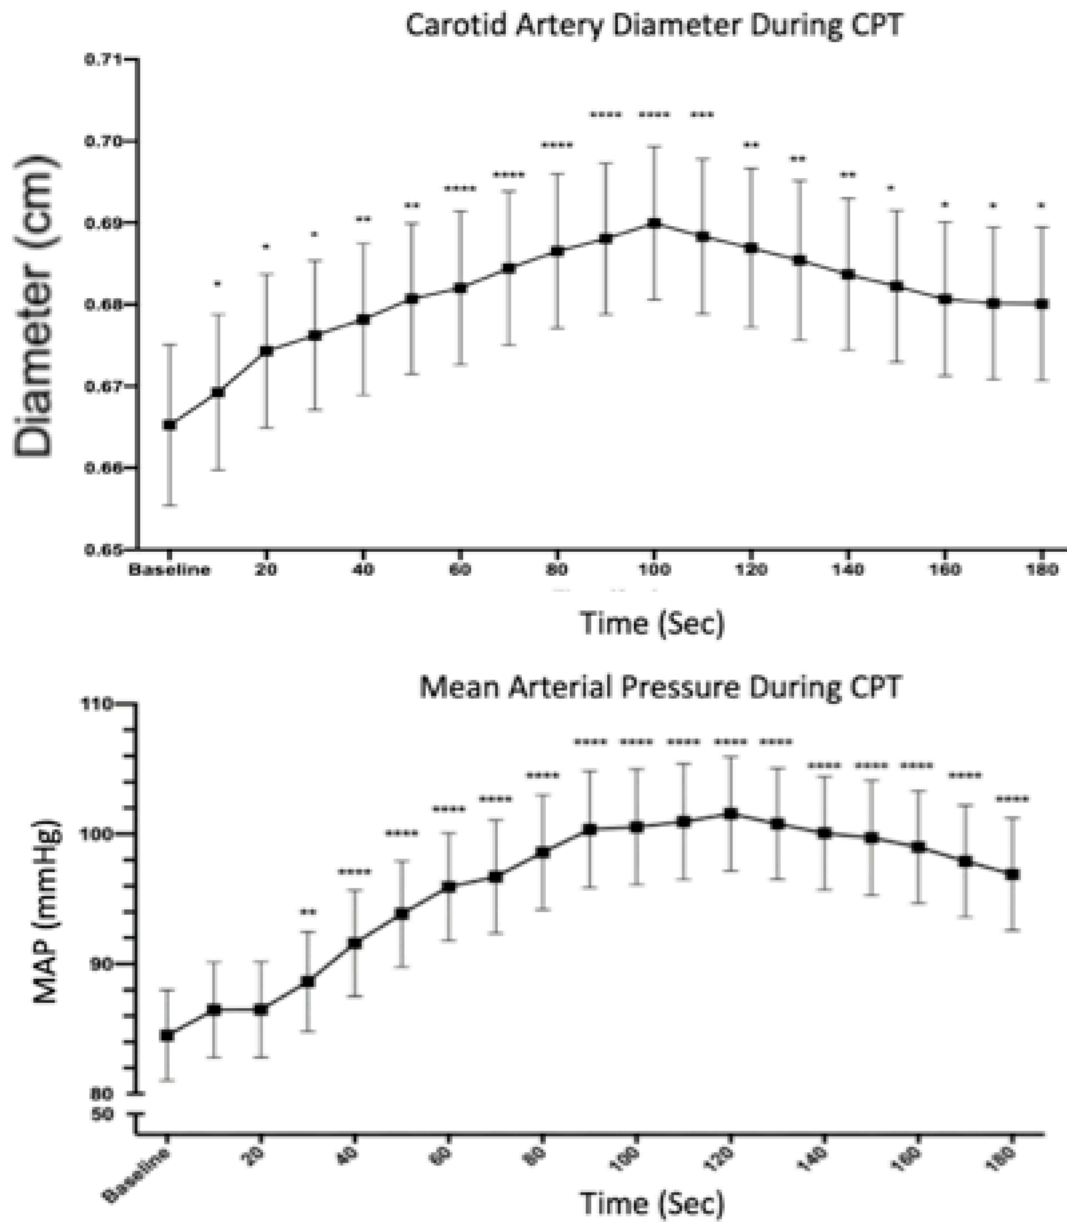 Carotid Artery Diameter During CPT
0.71
0.70
0.69
0.68
0.67
0.66
0.65
Diameter (cm)
* * * ** ** **** **** **** **** **** *** ** ** ** * * * *
Baseline 20 40 60 80 100 120 140 160 180
Time (Sec)
Mean Arterial Pressure During CPT
110
100
90
80
50
MAP (mmHg)
** **** **** **** **** **** **** **** **** **** **** **** **** **** **** ****
Baseline 20 40 60 80 100 120 140 160 180
Time (Sec)